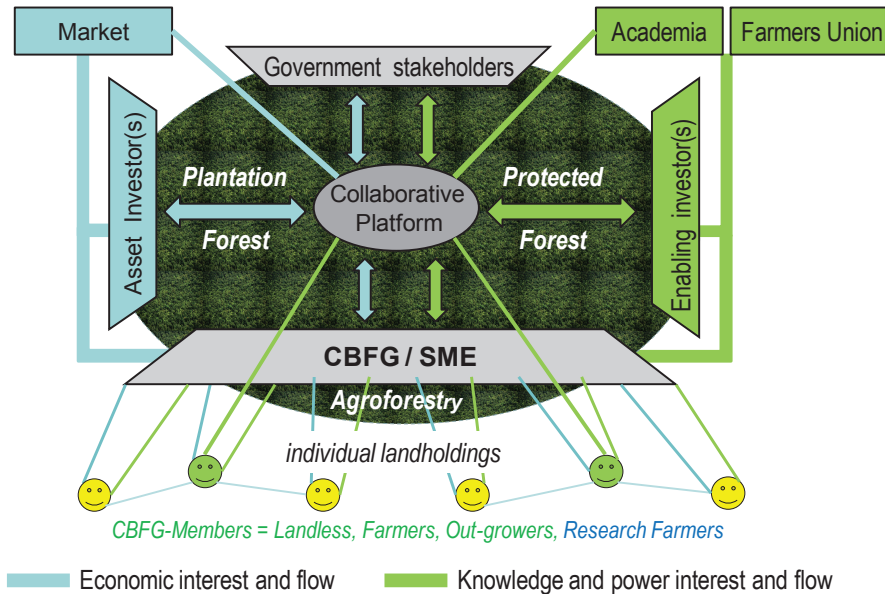 Market
Academia
Farmers Union
Government stakeholders
Asset Investor(s)
Enabling investor(s)
Plantation
Forest
Collaborative
Platform
Protected
Forest
CBFG / SME
Agroforestry
individual landholdings
CBFG-Members = Landless, Farmers, Out-growers, Research Farmers
Economic interest and flow
Knowledge and power interest and flow